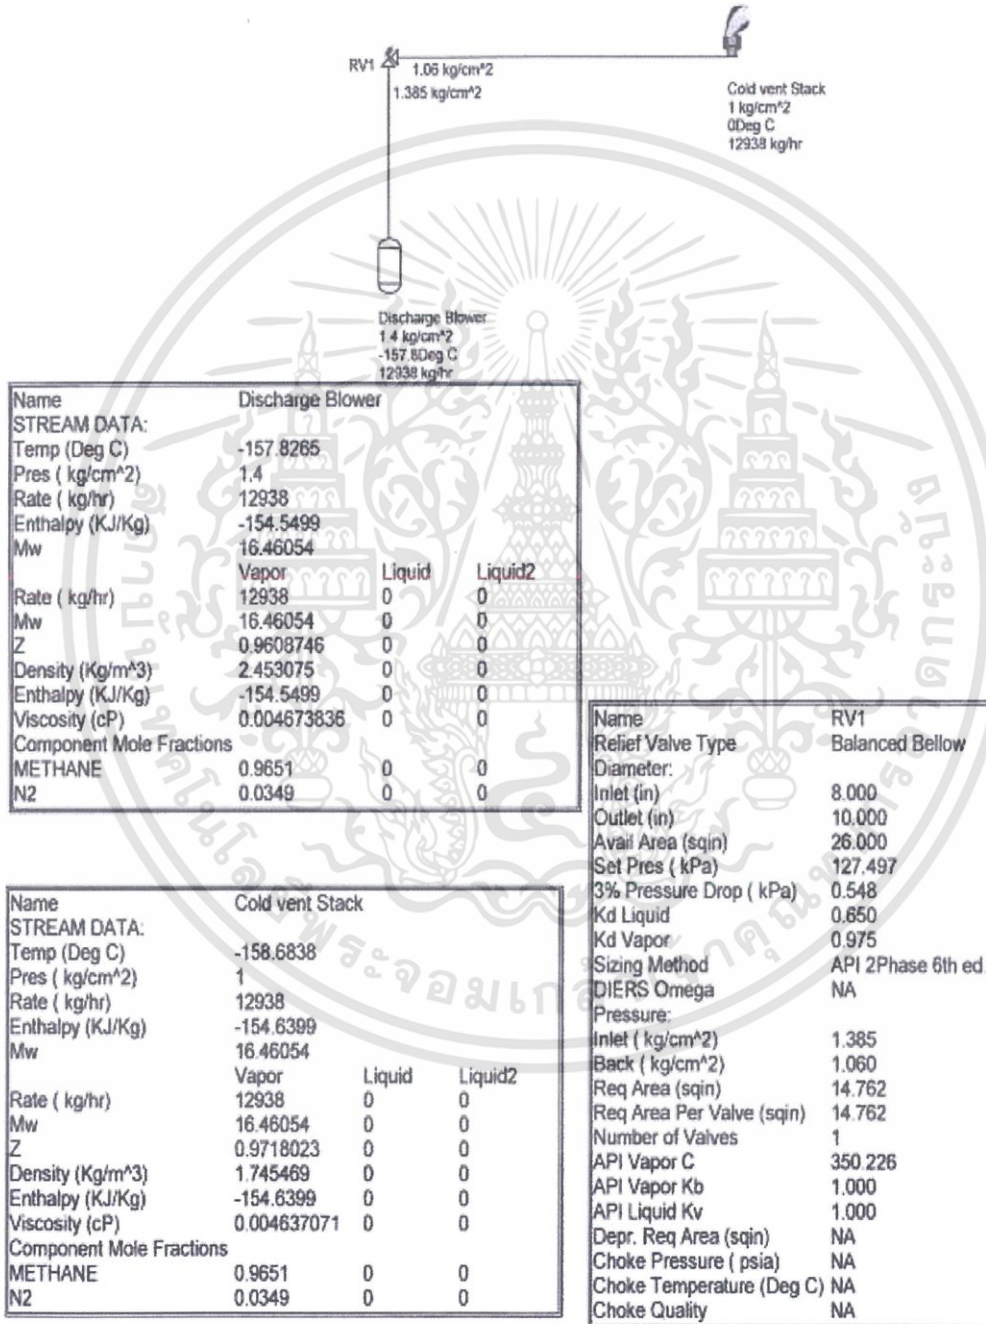 RV1
1.06 kg/cm^2
1.385 kg/cm^2
Cold vent Stack
1 kg/cm^2
0Deg C
12938 kg/hr
Discharge Blower
1.4 kg/cm^2
-157.8Deg C
12938 kg/hr
Name Discharge Blower
STREAM DATA:
Temp (Deg C) -157.8265
Pres ( kg/cm^2) 1.4
Rate ( kg/hr) 12938
Enthalpy (KJ/Kg) -154.5499
Mw 16.46054
Vapor Liquid Liquid2
Rate ( kg/hr) 12938 0 0
Mw 16.46054 0 0
Z 0.9608746 0 0
Density (Kg/m^3) 2.453075 0 0
Enthalpy (KJ/Kg) -154.5499 0 0
Viscosity (cP) 0.004673836 0 0
Component Mole Fractions
METHANE 0.9651 0 0
N2 0.0349 0 0
Name Cold vent Stack
STREAM DATA:
Temp (Deg C) -158.6838
Pres ( kg/cm^2) 1
Rate ( kg/hr) 12938
Enthalpy (KJ/Kg) -154.6399
Mw 16.46054
Vapor Liquid Liquid2
Rate ( kg/hr) 12938 0 0
Mw 16.46054 0 0
Z 0.9718023 0 0
Density (Kg/m^3) 1.745469 0 0
Enthalpy (KJ/Kg) -154.6399 0 0
Viscosity (cP) 0.004637071 0 0
Component Mole Fractions
METHANE 0.9651 0 0
N2 0.0349 0 0
Name RV1
Relief Valve Type Balanced Bellow
Diameter:
Inlet (in) 8.000
Outlet (in) 10.000
Avail Area (sqin) 26.000
Set Pres ( kPa) 127.497
3% Pressure Drop ( kPa) 0.548
Kd Liquid 0.650
Kd Vapor 0.975
Sizing Method API 2Phase 6th ed.
DIERS Omega NA
Pressure:
Inlet ( kg/cm^2) 1.385
Back ( kg/cm^2) 1.060
Req Area (sqin) 14.762
Req Area Per Valve (sqin) 14.762
Number of Valves 1
API Vapor C 350.226
API Vapor Kb 1.000
API Liquid Kv 1.000
Depr. Req Area (sqin) NA
Choke Pressure ( psia) NA
Choke Temperature (Deg C) NA
Choke Quality NA